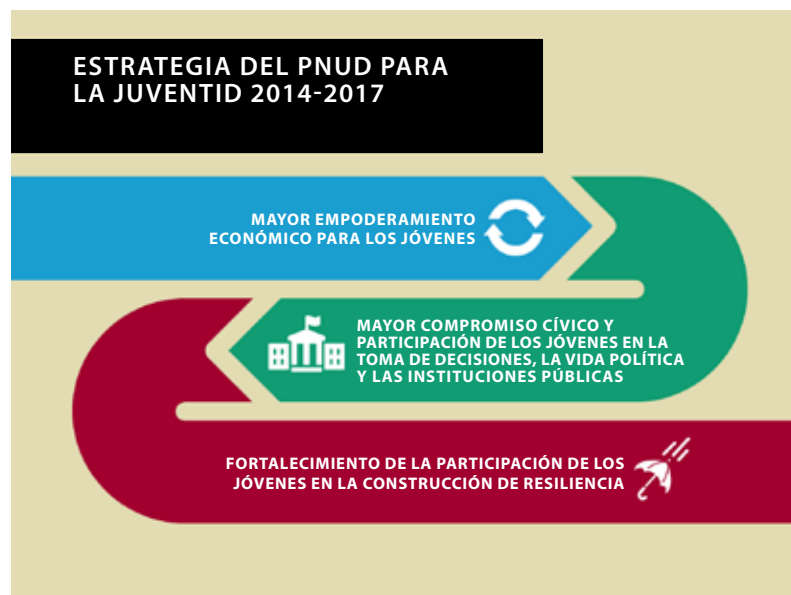 ESTRATEGIA DEL PNUD PARA
LA JUVENTID 2014-2017
MAYOR EMPODERAMIENTO
ECONÓMICO PARA LOS JÓVENES
MAYOR COMPROMISO CÍVICO Y
PARTICIPACIÓN DE LOS JÓVENES EN LA
TOMA DE DECISIONES, LA VIDA POLÍTICA
Y LAS INSTITUCIONES PÚBLICAS
FORTALECIMIENTO DE LA PARTICIPACIÓN DE LOS
JÓVENES EN LA CONSTRUCCIÓN DE RESILIENCIA